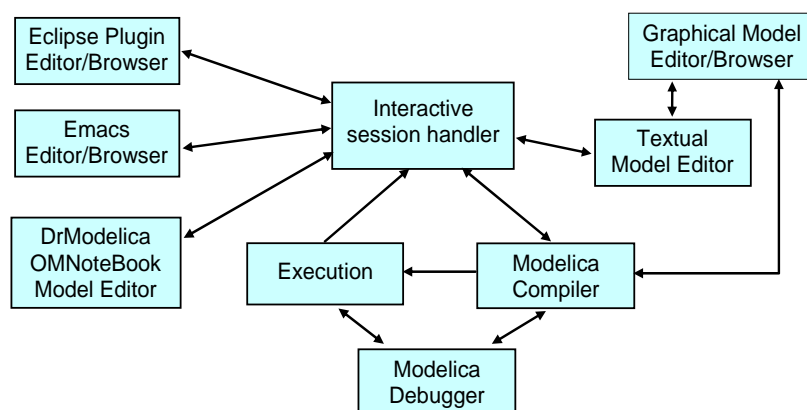 Eclipse Plugin
Editor/Browser
Graphical Model
Editor/Browser
Interactive
session handler
Emacs
Editor/Browser
Textual
Model Editor
DrModelica
OMNoteBook
Model Editor
Execution
Modelica
Compiler
Modelica
Debugger